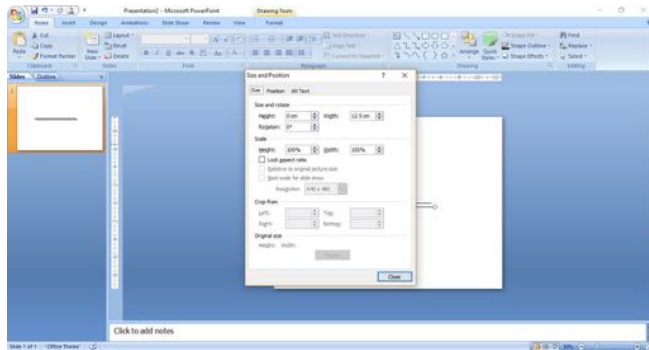 Presentation2 - Microsoft PowerPoint
Drawing Tools
Home Insert Design Animations Slide Show Review View Format
Cut
Copy
Format Painter
Paste
Clipboard
New Slide
Layout
Reset
Delete
Slides
Font
Text Direction
Align Text
Convert to SmartArt
Paragraph
Arrange
Quick Styles
Shape Fill
Shape Outline
Shape Effects
Drawing
Find
Replace
Select
Editing
Slides Outline
1
Size and Position
? ×
Size Position Alt Text
Size and rotate
Height: 0 cm Width: 12.5 cm
Rotation: 0°
Scale
Height: 100% Width: 100%
Lock aspect ratio
Relative to original picture size
Best scale for slide show
Resolution 640 x 480
Crop from
Left: Top:
Right: Bottom:
Original size
Height: Width:
Reset
Close
Click to add notes
Slide 1 of 1 "Office Theme"